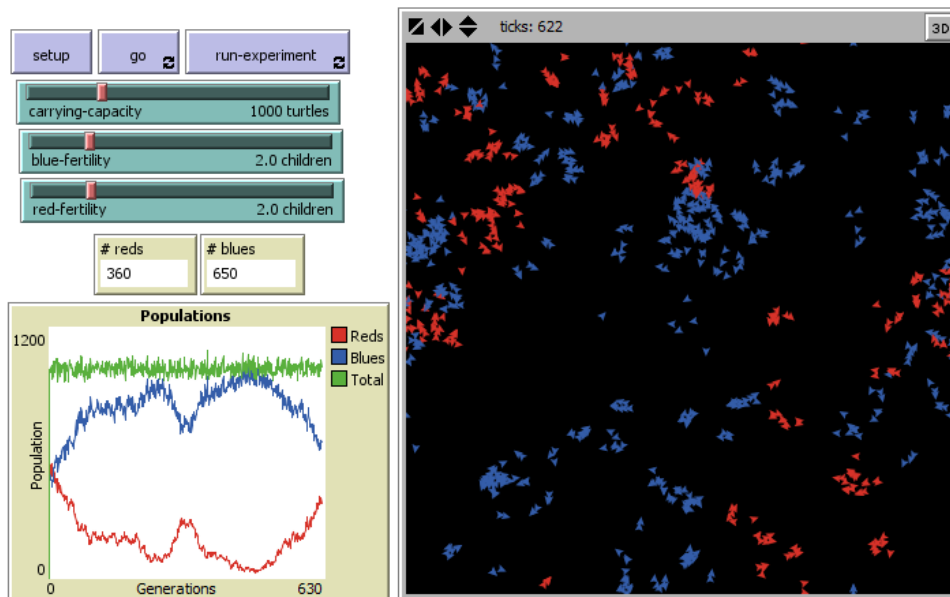 setup
go
run-experiment
carrying-capacity 1000 turtles
blue-fertility 2.0 children
red-fertility 2.0 children
# reds
360
# blues
650
Populations
1200
Population
0
0 Generations 630
Reds
Blues
Total
ticks: 622
3D